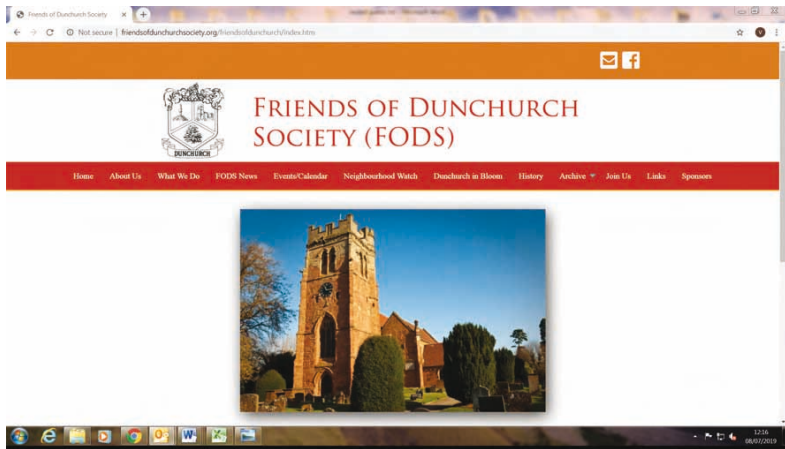 Friends of Dunchurch Society
Not secure | friendsofdunchurchsociety.org/friendsofdunchurch/index.htm
V
DUNCHURCH
FRIENDS OF DUNCHURCH
SOCIETY (FODS)
Home About Us What We Do FODS News Events/Calendar Neighbourhood Watch Dunchurch in Bloom History Archive Join Us Links Sponsors
12:16
08/07/2019